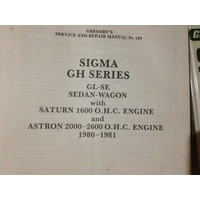 GREGORY'S
SERVICE AND REPAIR MANUAL No 189
SIGMA
GH SERIES
GL-SE
SEDAN-WAGON
with
SATURN 1600 O.H.C. ENGINE
and
ASTRON 2000-2600 O.H.C. ENGINE
1980-1981